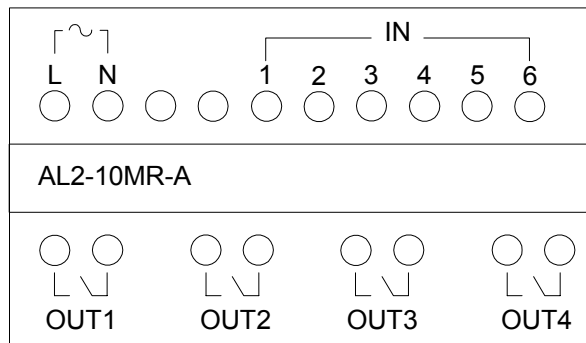 IN
L N 1 2 3 4 5 6
AL2-10MR-A
OUT1 OUT2 OUT3 OUT4